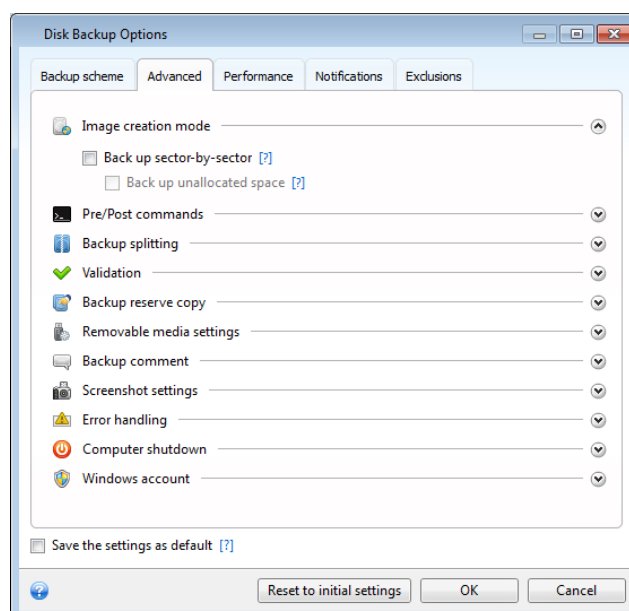 Disk Backup Options
Backup scheme Advanced Performance Notifications Exclusions
Image creation mode
Back up sector-by-sector [?]
Back up unallocated space [?]
Pre/Post commands
Backup splitting
Validation
Backup reserve copy
Removable media settings
Backup comment
Screenshot settings
Error handling
Computer shutdown
Windows account
Save the settings as default [?]
Reset to initial settings OK Cancel